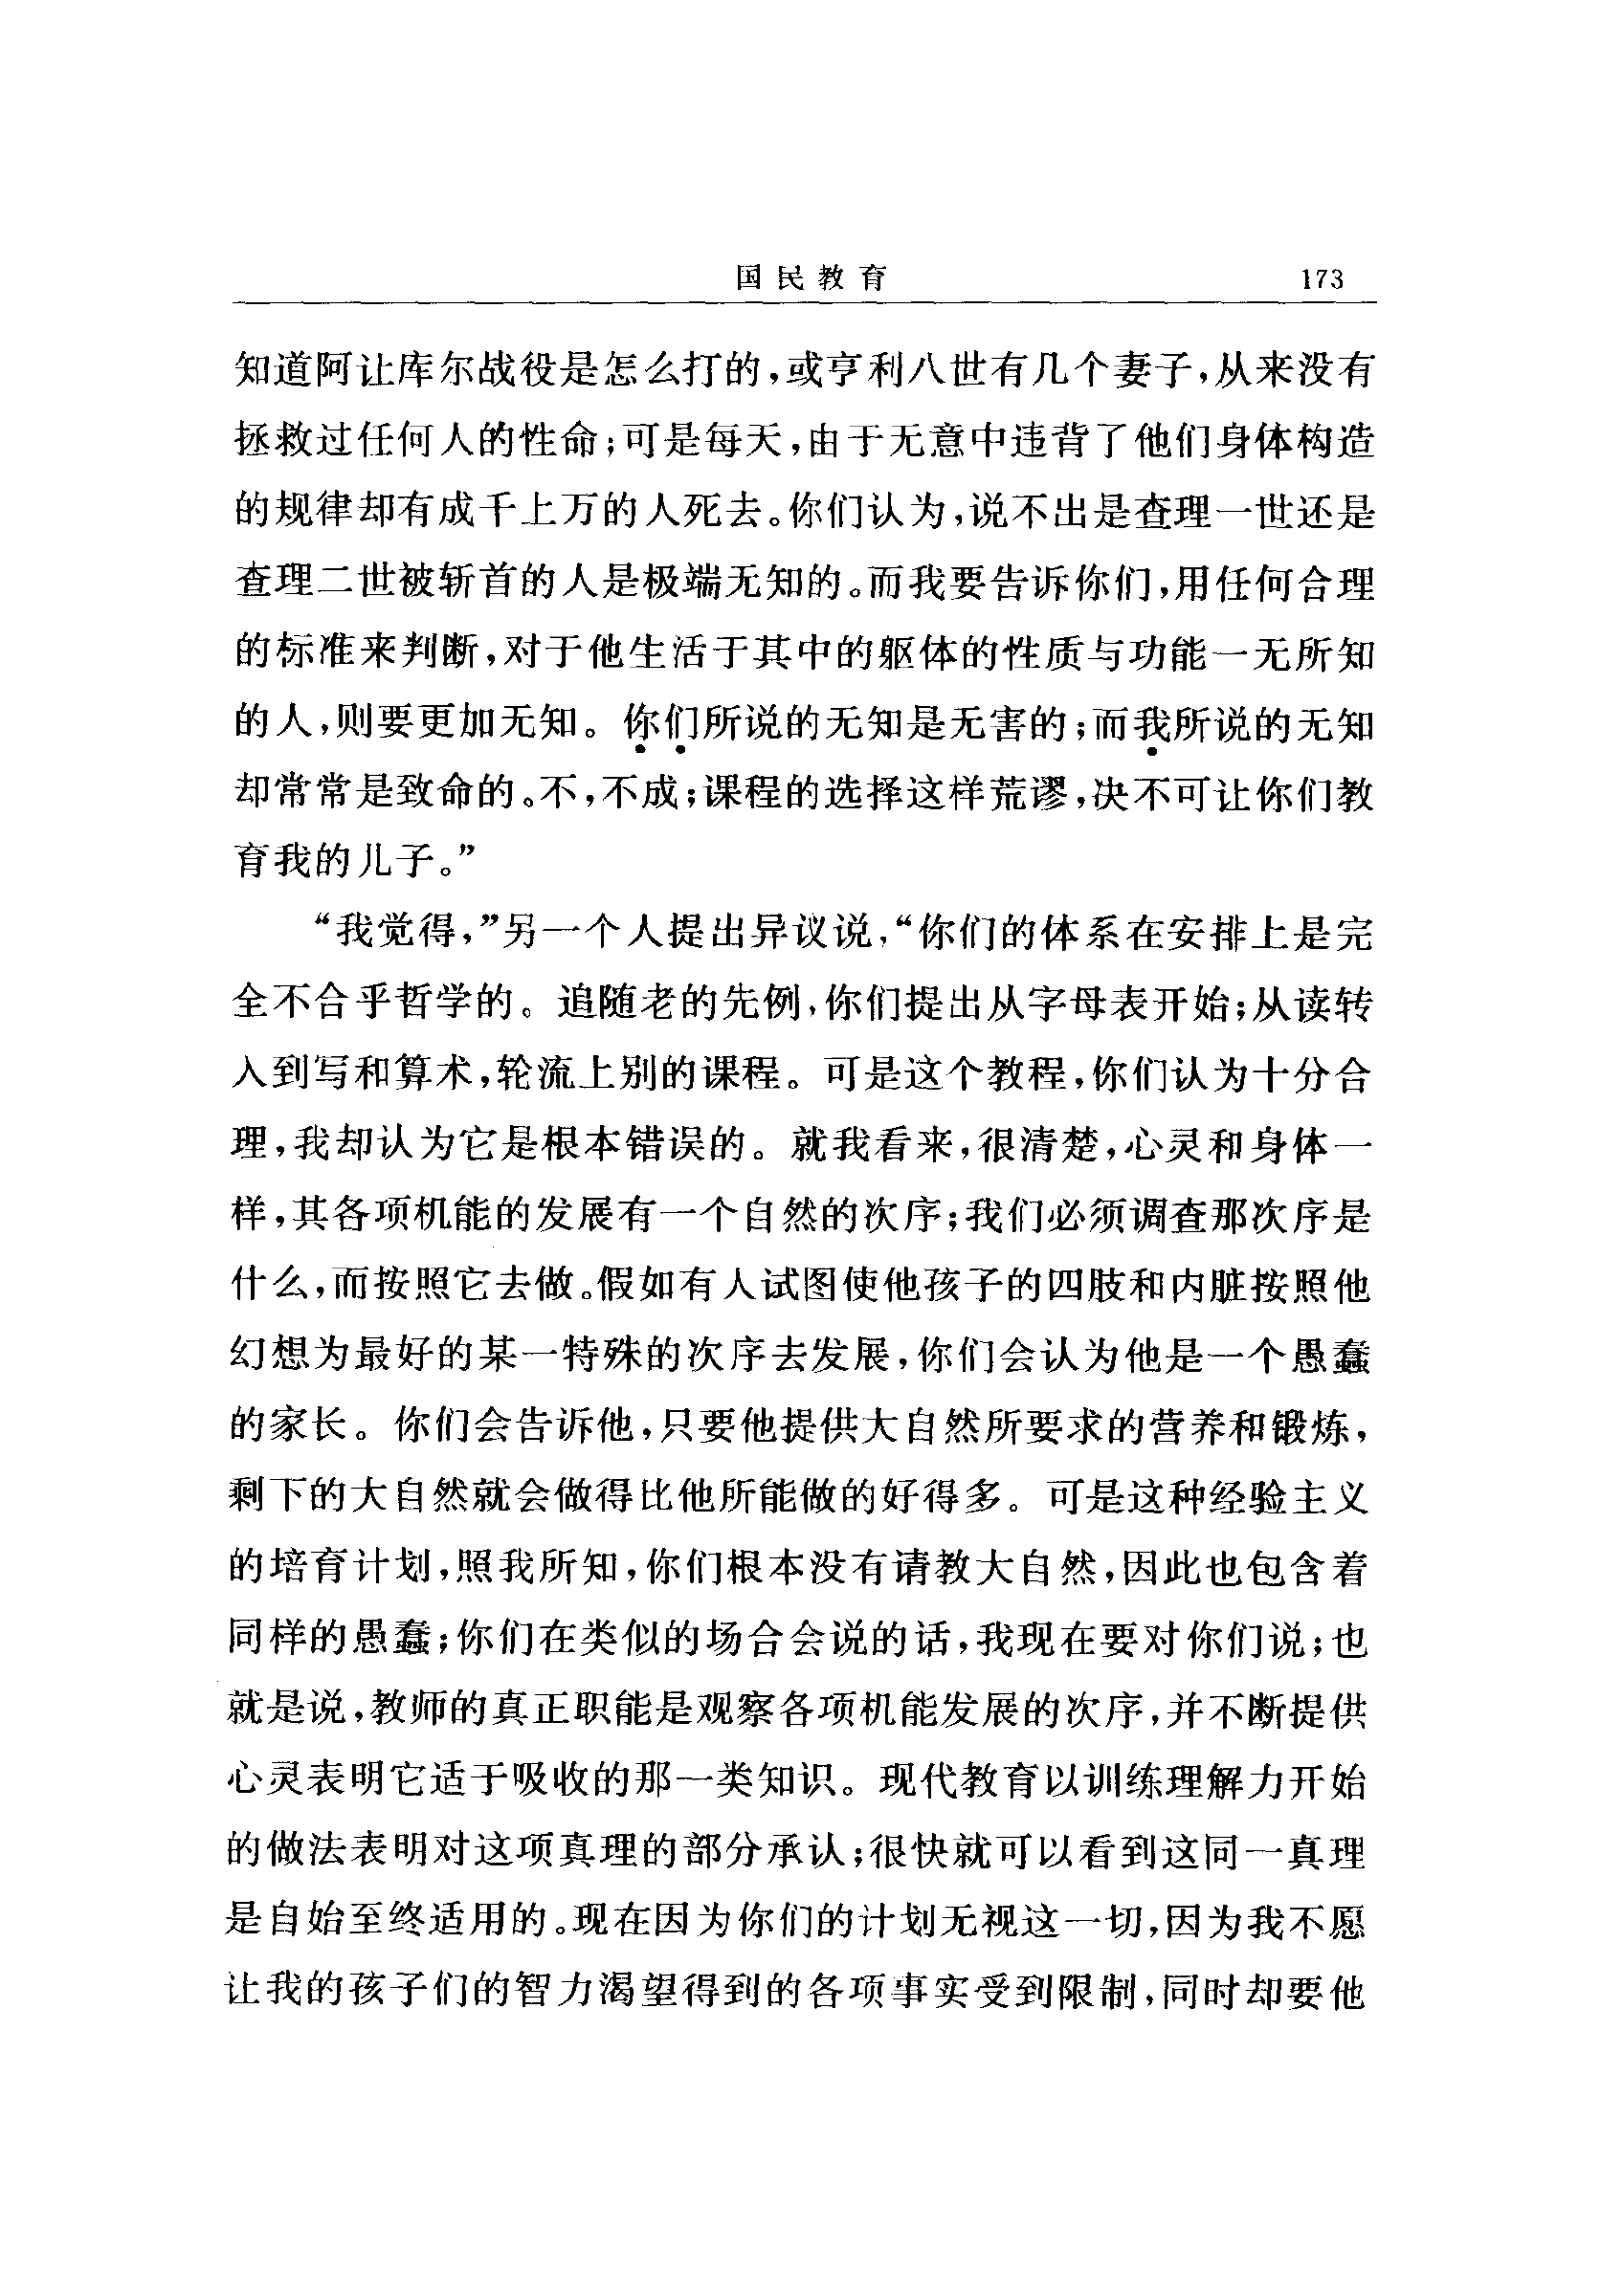 国民教育 173
知道阿让库尔战役是怎么打的，或亨利八世有几个妻子，从来没有
拯救过任何人的性命；可是每天，由于无意中违背了他们身体构造
的规律却有成千上万的人死去。你们认为，说不出是查理一世还是
查理二世被斩首的人是极端无知的。而我要告诉你们，用任何合理
的标准来判断，对于他生活于其中的躯体的性质与功能一无所知
的人，则要更加无知。你们所说的无知是无害的；而我所说的无知
却常常是致命的。不，不成；课程的选择这样荒谬，决不可让你们教
育我的儿子。”
“我觉得，”另一个人提出异议说，“你们的体系在安排上是完
全不合乎哲学的。追随老的先例，你们提出从字母表开始；从读转
入到写和算术，轮流上别的课程。可是这个教程，你们认为十分合
理，我却认为它是根本错误的。就我看来，很清楚，心灵和身体一
样，其各项机能的发展有一个自然的次序；我们必须调查那次序是
什么，而按照它去做。假如有人试图使他孩子的四肢和内脏按照他
幻想为最好的某一特殊的次序去发展，你们会认为他是一个愚蠢
的家长。你们会告诉他，只要他提供大自然所要求的营养和锻炼，
剩下的大自然就会做得比他所能做的好得多。可是这种经验主义
的培育计划，照我所知，你们根本没有请教大自然，因此也包含着
同样的愚蠢；你们在类似的场合会说的话，我现在要对你们说；也
就是说，教师的真正职能是观察各项机能发展的次序，并不断提供
心灵表明它适于吸收的那一类知识。现代教育以训练理解力开始
的做法表明对这项真理的部分承认；很快就可以看到这同一真理
是自始至终适用的。现在因为你们的计划无视这一切，因为我不愿
让我的孩子们的智力渴望得到的各项事实受到限制，同时却要他